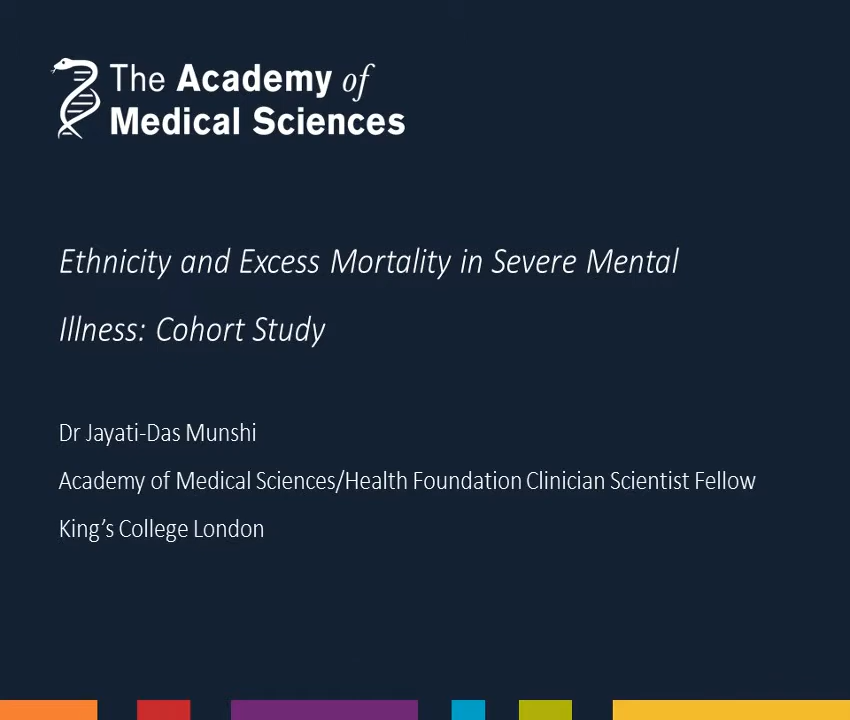 The Academy of
Medical Sciences
Ethnicity and Excess Mortality in Severe Mental
Illness: Cohort Study
Dr Jayati-Das Munshi
Academy of Medical Sciences/Health Foundation Clinician Scientist Fellow
King’s College London